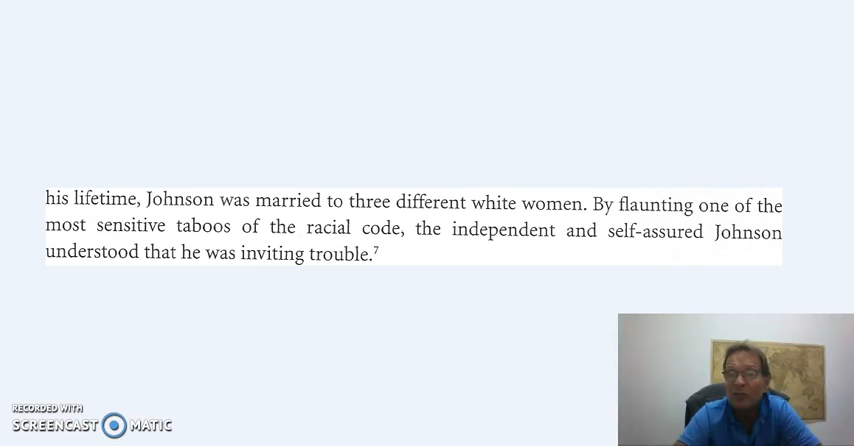 his lifetime, Johnson was married to three different white women. By flaunting one of the
most sensitive taboos of the racial code, the independent and self-assured Johnson
understood that he was inviting trouble.⁷
RECORDED WITH
SCREENCAST MATIC